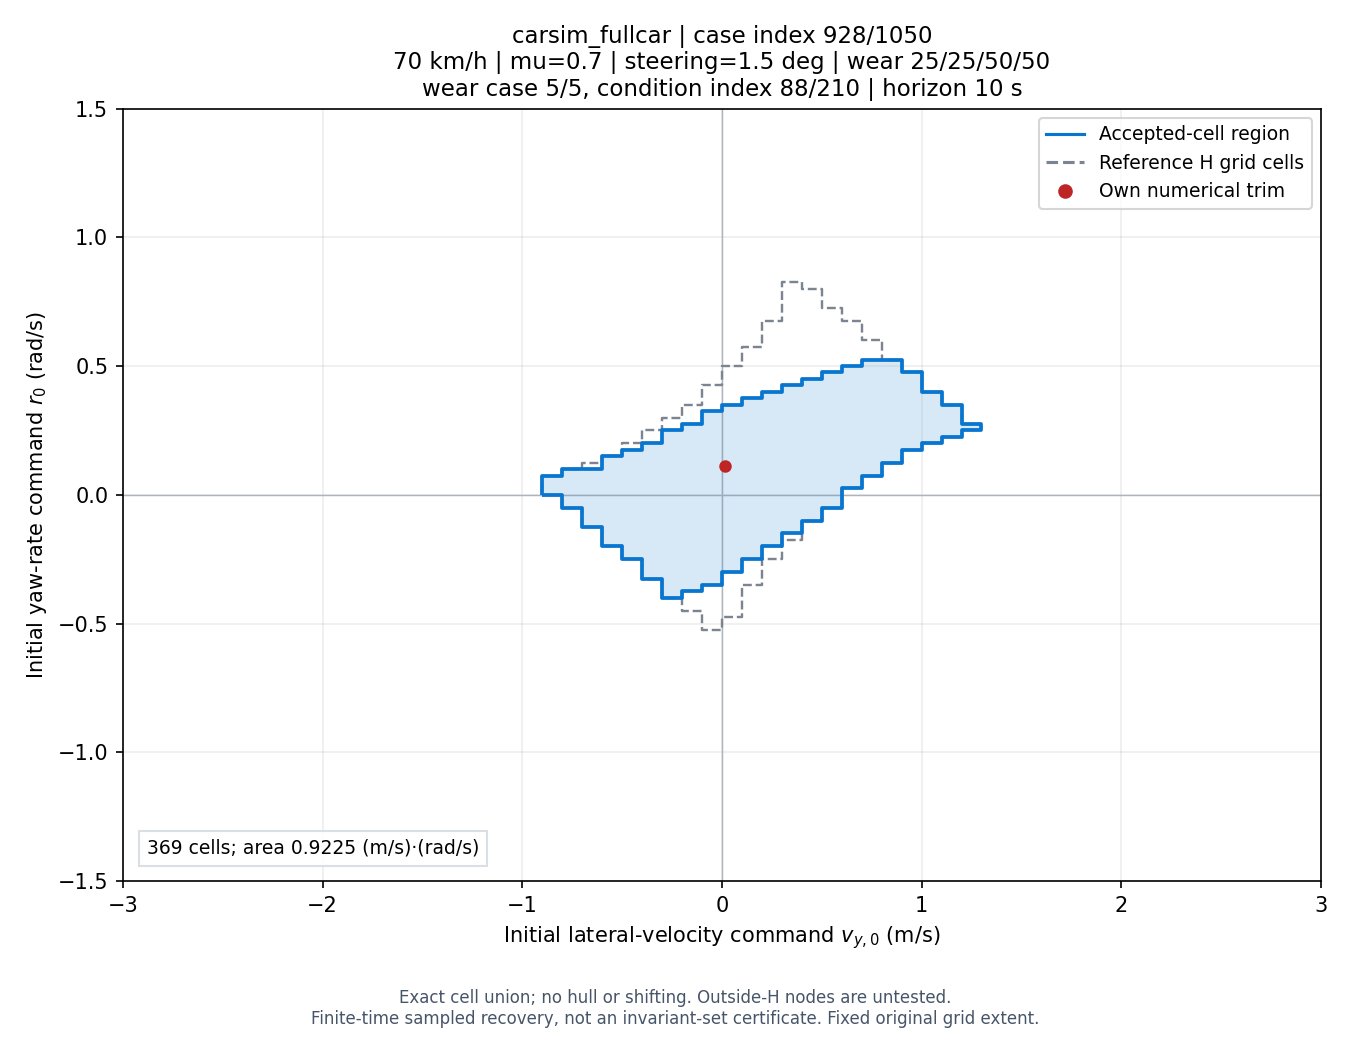 carsim_fullcar | case index 928/1050
70 km/h | mu=0.7 | steering=1.5 deg | wear 25/25/50/50
wear case 5/5, condition index 88/210 | horizon 10 s
Accepted-cell region
Reference H grid cells
Own numerical trim
1.5
1.0
0.5
0.0
−0.5
−1.0
−1.5
Initial yaw-rate command r0 (rad/s)
369 cells; area 0.9225 (m/s)·(rad/s)
−3
−2
−1
0
1
2
3
Initial lateral-velocity command vy,0 (m/s)
Exact cell union; no hull or shifting. Outside-H nodes are untested.
Finite-time sampled recovery, not an invariant-set certificate. Fixed original grid extent.